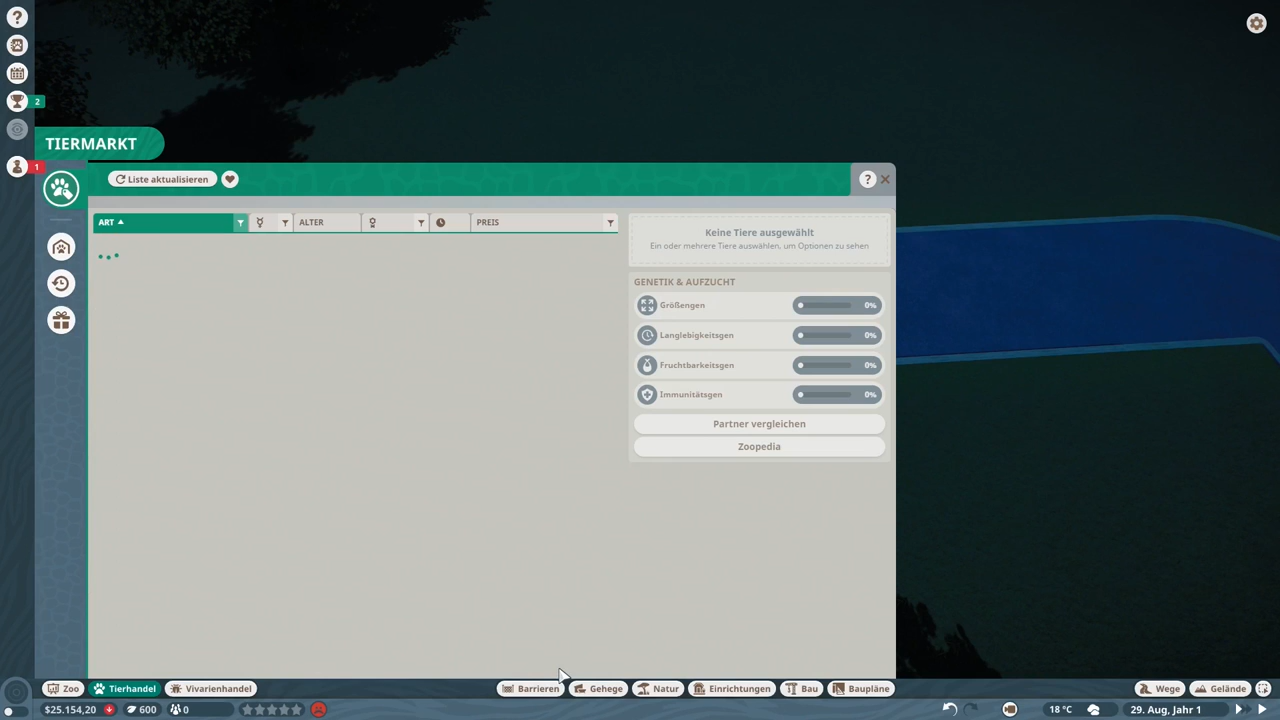 ?
2
TIERMARKT
1
Liste aktualisieren
?
ART
ALTER
PREIS
Keine Tiere ausgewählt
Ein oder mehrere Tiere auswählen, um Optionen zu sehen
GENETIK & AUFZUCHT
Größengen
0%
Langlebigkeitsgen
0%
Fruchtbarkeitsgen
0%
Immunitätsgen
0%
Partner vergleichen
Zoopedia
Zoo
Tierhandel
Vivarienhandel
Barrieren
Gehege
Natur
Einrichtungen
Bau
Baupläne
Wege
Gelände
$25.154,20
600
0
18 °C
29. Aug, Jahr 1